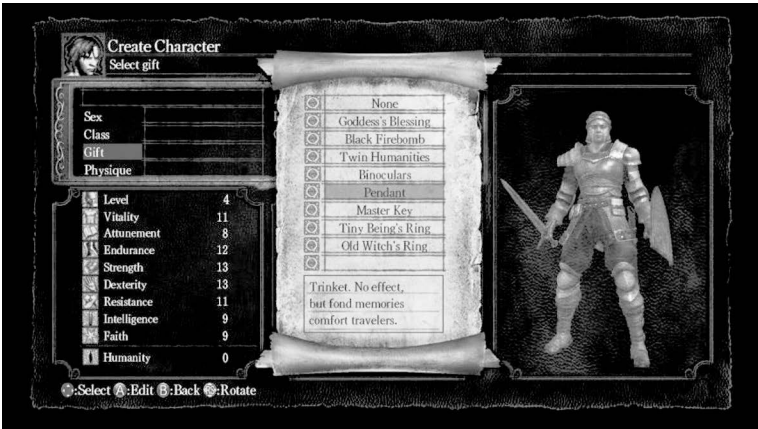 Create Character
Select gift
Sex
Class
Gift
Physique
Level 4
Vitality 11
Attunement 8
Endurance 12
Strength 13
Dexterity 13
Resistance 11
Intelligence 9
Faith 9
Humanity 0
None
Goddess's Blessing
Black Firebomb
Twin Humanities
Binoculars
Pendant
Master Key
Tiny Being's Ring
Old Witch's Ring
Trinket. No effect,
but fond memories
comfort travelers.
:Select A:Edit B:Back :Rotate